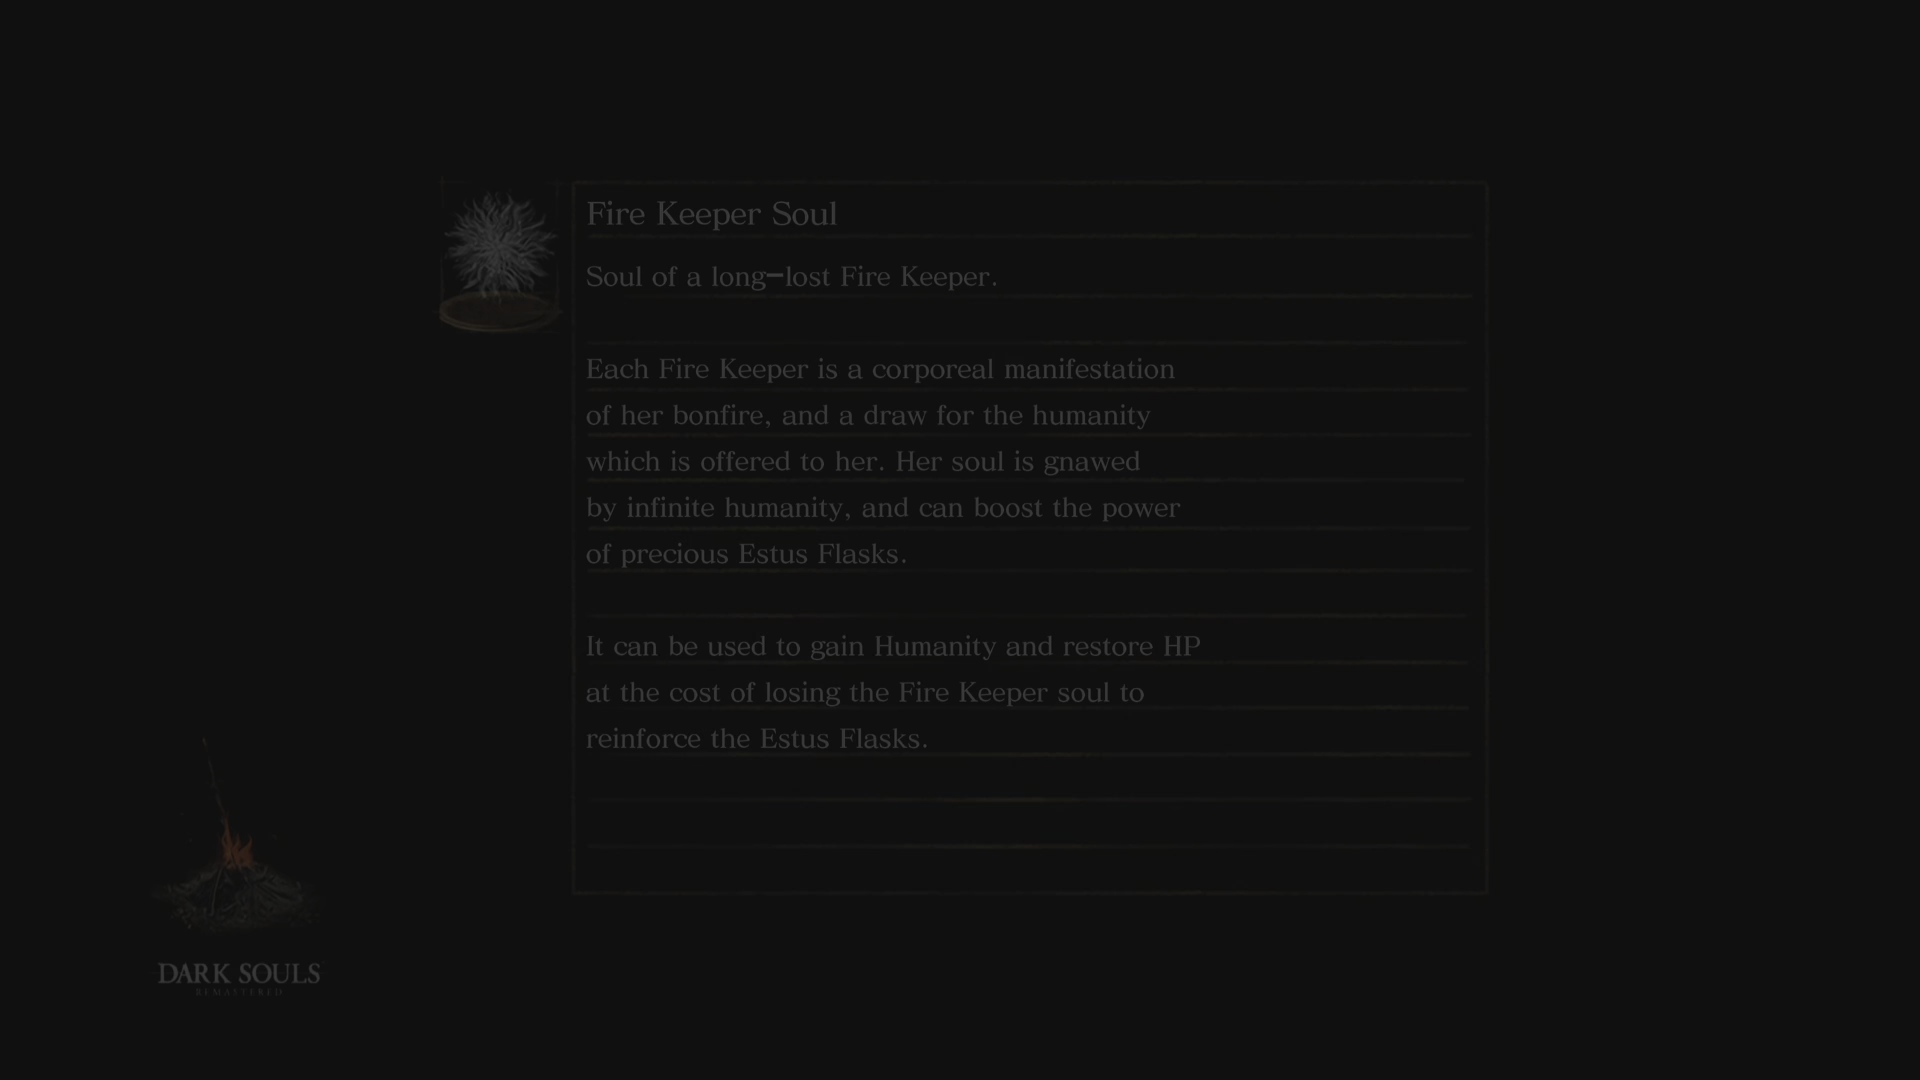 Fire Keeper Soul
Soul of a long-lost Fire Keeper.
Each Fire Keeper is a corporeal manifestation
of her bonfire, and a draw for the humanity
which is offered to her. Her soul is gnawed
by infinite humanity, and can boost the power
of precious Estus Flasks.
It can be used to gain Humanity and restore HP
at the cost of losing the Fire Keeper soul to
reinforce the Estus Flasks.
DARK SOULS
REMASTERED